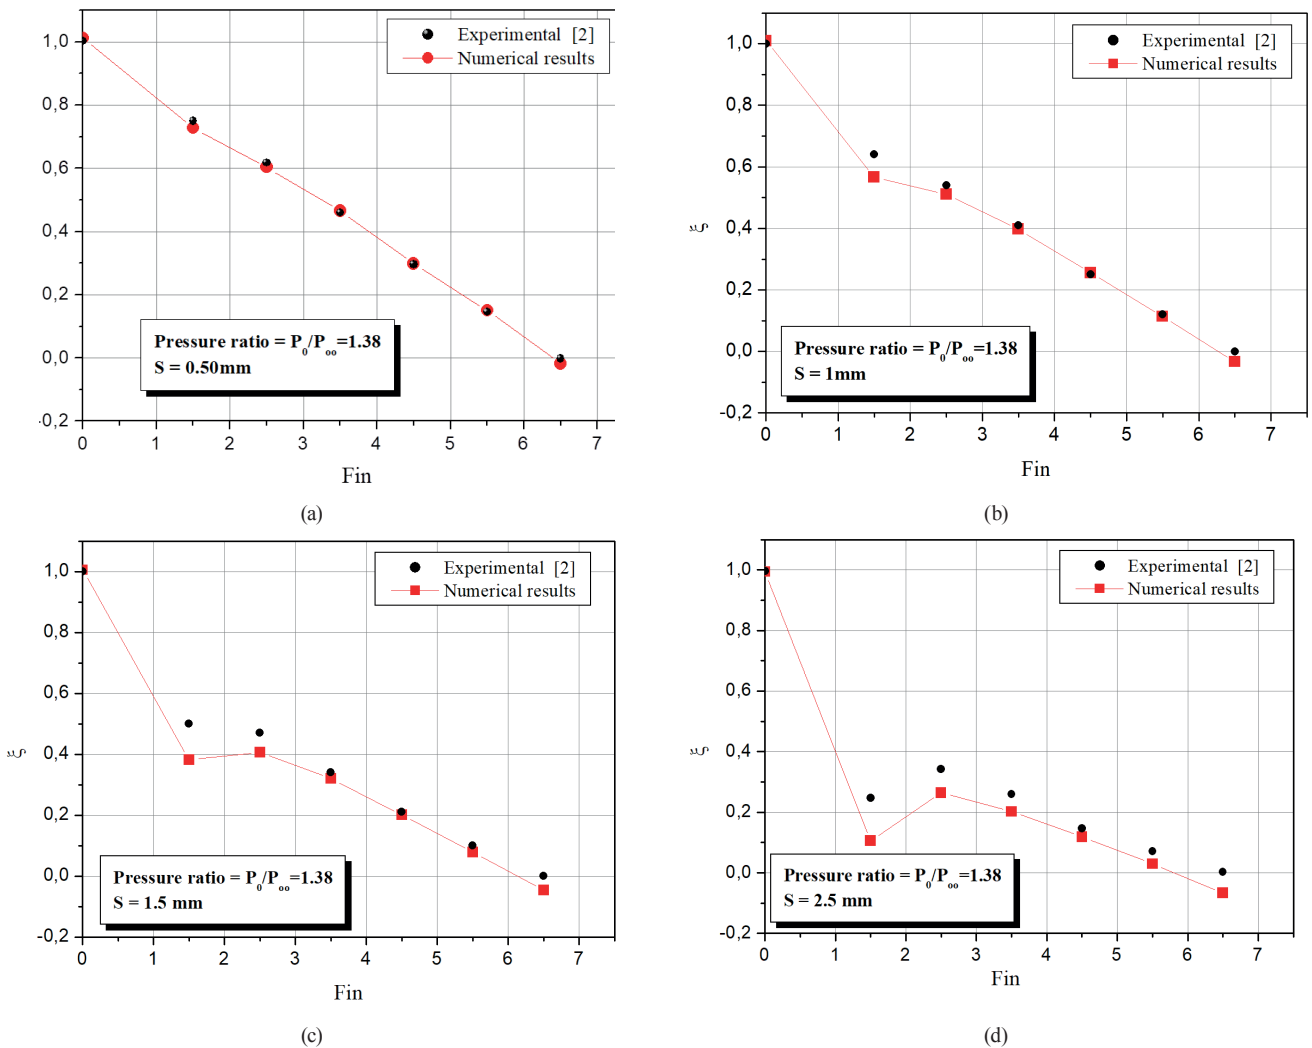 Experimental [2]
Numerical results
1,0
0,8
0,6
0,4
0,2
0,0
-0,2
Pressure ratio = P0/Poo=1.38
S = 0.50mm
0 1 2 3 4 5 6 7
Fin
(a)
Experimental [2]
Numerical results
1,0
0,8
0,6
0,4
0,2
0,0
-0,2
ξ
Pressure ratio = P0/Poo=1.38
S = 1mm
0 1 2 3 4 5 6 7
Fin
(b)
Experimental [2]
Numerical results
1,0
0,8
0,6
0,4
0,2
0,0
-0,2
ξ
Pressure ratio = P0/Poo=1.38
S = 1.5 mm
0 1 2 3 4 5 6 7
Fin
(c)
Experimental [2]
Numerical results
1,0
0,8
0,6
0,4
0,2
0,0
-0,2
ξ
Pressure ratio = P0/Poo=1.38
S = 2.5 mm
0 1 2 3 4 5 6 7
Fin
(d)